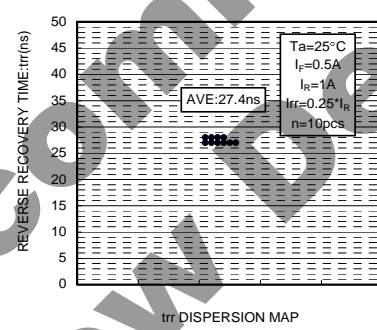 REVERSE RECOVERY TIME:trr(ns)
50
45
40
35
30
25
20
15
10
5
0
Ta=25°C
IF=0.5A
IR=1A
Irr=0.25*IR
n=10pcs
AVE:27.4ns
trr DISPERSION MAP